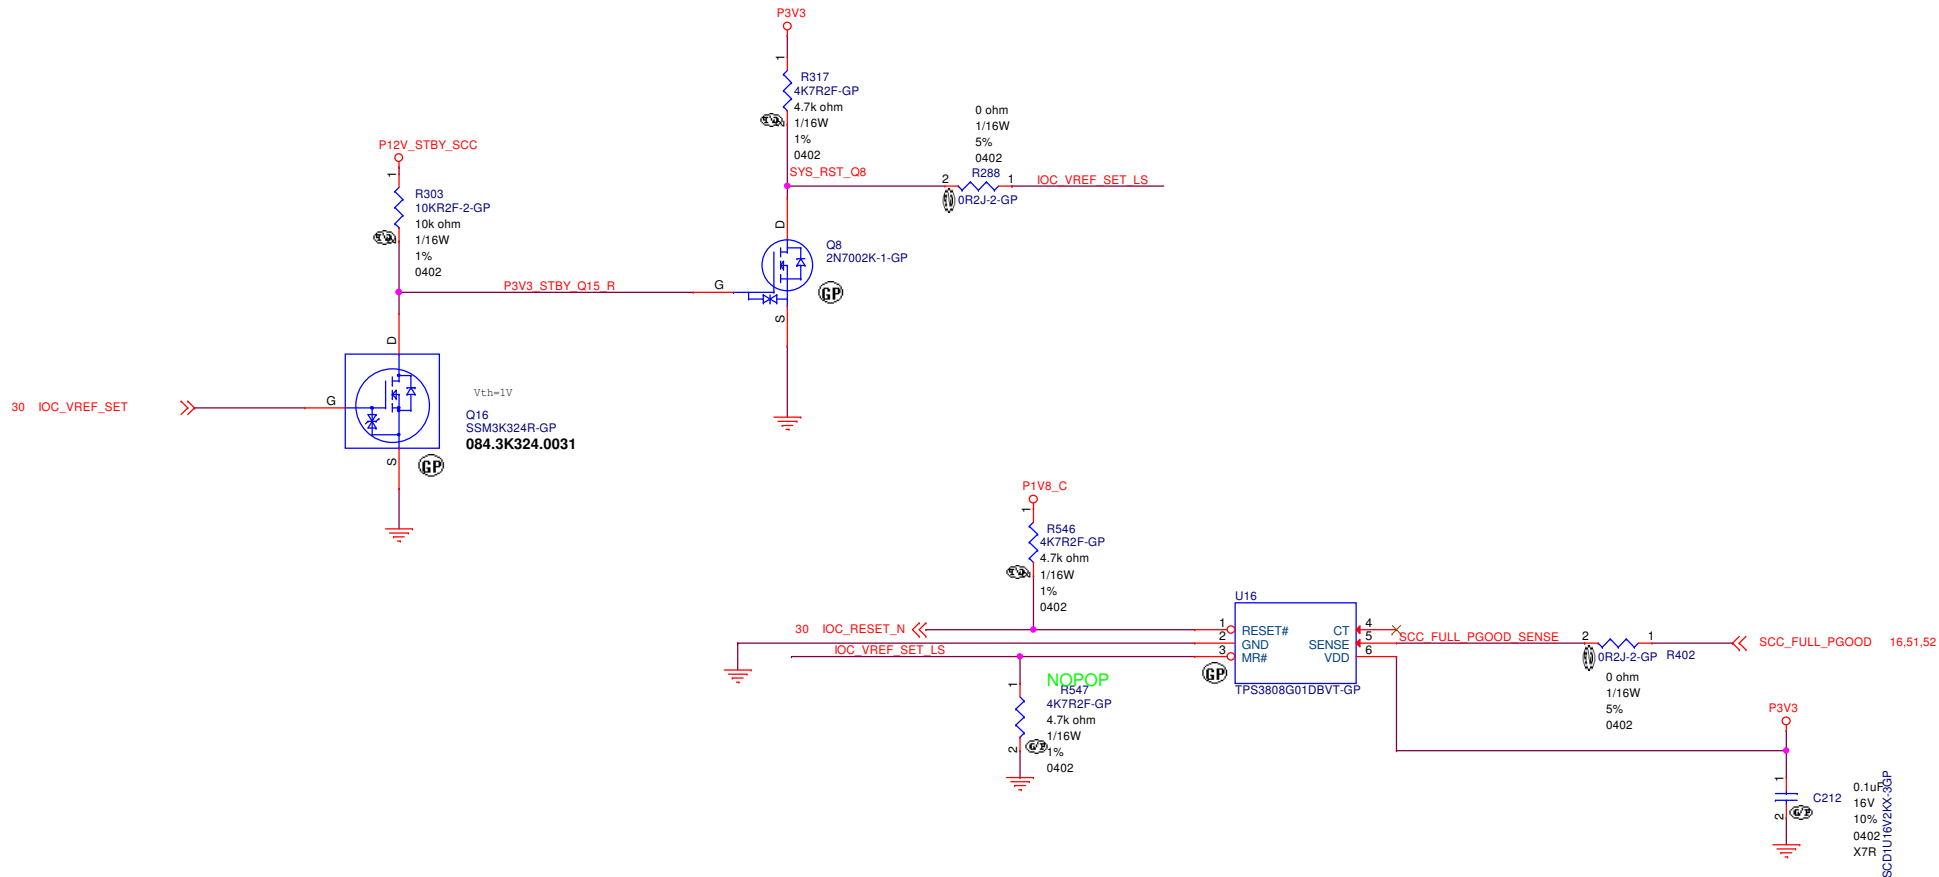 P3V3
1
R317
4K7R2F-GP
4.7k ohm
1/16W
1%
0402
SYS_RST_Q8
0 ohm
1/16W
5%
0402
R288
2
1
IOC_VREF_SET_LS
0R2J-2-GP
P12V_STBY_SCC
1
R303
10KR2F-2-GP
10k ohm
1/16W
1%
0402
P3V3_STBY_Q15_R
G
D
Q8
2N7002K-1-GP
GP
S
D
30 IOC_VREF_SET
G
Vth=1V
Q16
SSM3K324R-GP
084.3K324.0031
GP
S
P1V8_C
1
R546
4K7R2F-GP
4.7k ohm
1/16W
1%
0402
30 IOC_RESET_N
IOC_VREF_SET_LS
U16
1 RESET#
2 GND
3 MR#
CT 4
SENSE 5
VDD 6
GP
TPS3808G01DBVT-GP
SCC_FULL_PGOOD_SENSE
2
1
0R2J-2-GP
R402
0 ohm
1/16W
5%
0402
SCC_FULL_PGOOD 16,51,52
NOPOP
1
R547
4K7R2F-GP
4.7k ohm
1/16W
1%
0402
2
G/P
P3V3
1
C212
2
G/P
0.1uF
16V
10%
0402
X7R
SCD1U16V2KX-3GP